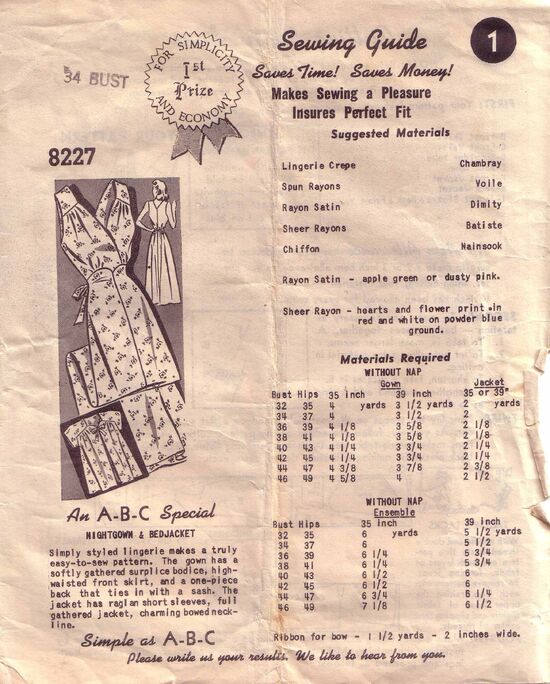 34 BUST
FOR SIMPLICITY
1st
Prize
AND ECONOMY
8227
An A-B-C Special
NIGHTGOWN & BEDJACKET
Simply styled lingerie makes a truly
easy-to-sew pattern. The gown has a
softly gathered surplice bodice, high-
waisted front skirt, and a one-piece
back that ties in with a sash. The
jacket has raglan short sleeves, full
gathered jacket, charming bowed neck-
line.
Simple as A-B-C
Sewing Guide
1
Saves Time! Saves Money!
Makes Sewing a Pleasure
Insures Perfect Fit
Suggested Materials
Lingerie Crepe Chambray
Spun Rayons Voile
Rayon Satin Dimity
Sheer Rayons Batiste
Chiffon Nainsook
Rayon Satin - apple green or dusty pink.
Sheer Rayon - hearts and flower print in
red and white on powder blue
ground.
Materials Required
WITHOUT NAP
Gown Jacket
Bust Hips 35 inch 39 inch 35 or 39"
32 35 4 yards 3 1/2 yards 2 yards
34 37 4 3 1/2 2
36 39 4 1/8 3 5/8 2 1/8
38 41 4 1/8 3 5/8 2 1/8
40 43 4 1/4 3 3/4 2 1/4
42 45 4 1/4 3 3/4 2 1/4
44 47 4 3/8 3 7/8 2 3/8
46 49 4 5/8 4 2 1/2
WITHOUT NAP
Ensemble
Bust Hips 35 inch 39 inch
32 35 6 yards 5 1/2 yards
34 37 6 5 1/2
36 39 6 1/4 5 3/4
38 41 6 1/4 5 3/4
40 43 6 1/2 6
42 45 6 1/2 6
44 47 6 3/4 6 1/4
46 49 7 1/8 6 1/2
Ribbon for bow - 1 1/2 yards - 2 inches wide.
Please write us your results. We like to hear from you.